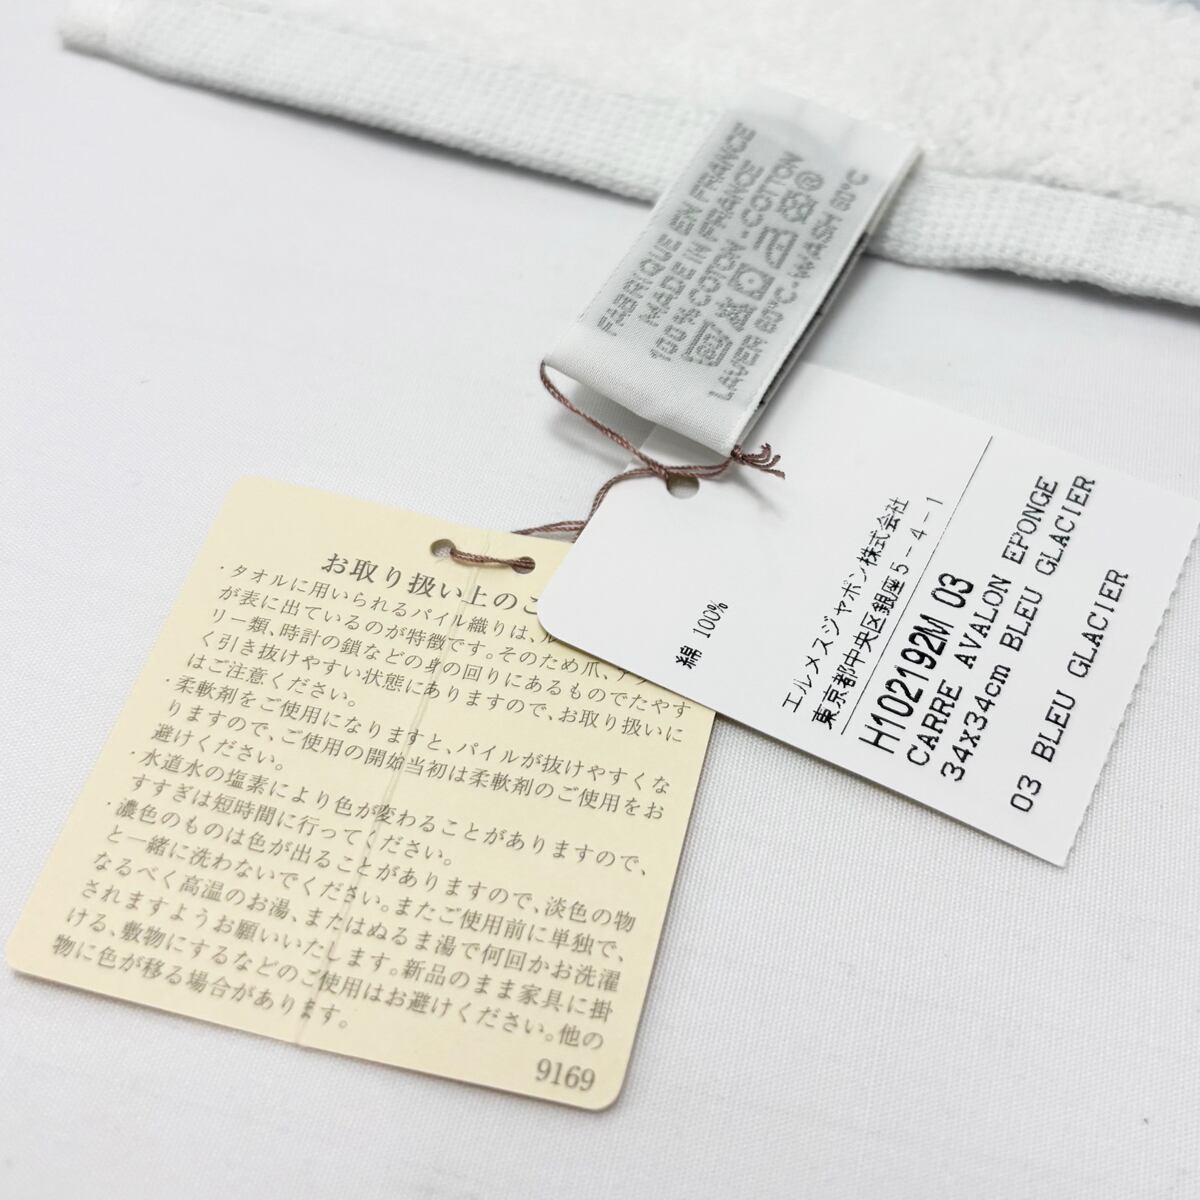 FABRIQUE EN FRANCE
MADE IN FRANCE
100%COTON-COTTON
LAVER 60°C-WASH 60°C
綿 100%
エルメスジャポン株式会社
東京都中央区銀座5-4-1
H102192M 03
CARRE AVALON EPONGE
34x34cm BLEU GLACIER
03 BLEU GLACIER
お取り扱い上のご
・タオルに用いられるパイル織りは、
が表に出ているのが特徴です。そのため爪、
リー類、時計の鎖などの身の回りにあるものでたやす
く引き抜けやすい状態にありますので、お取り扱いに
はご注意ください。
・柔軟剤をご使用になりますと、パイルが抜けやすくな
りますので、ご使用の開始当初は柔軟剤のご使用をお
避けください。
・水道水の塩素により色が変わることがありますので、
すすぎは短時間に行ってください。
・濃色のものは色が出ることがありますので、淡色の物
と一緒に洗わないでください。またご使用前に単独で、
なるべく高温のお湯、またはぬるま湯で何回かお洗濯
されますようお願いいたします。新品のまま家具に掛
ける、敷物にするなどのご使用はお避けください。他の
物に色が移る場合があります。
9169